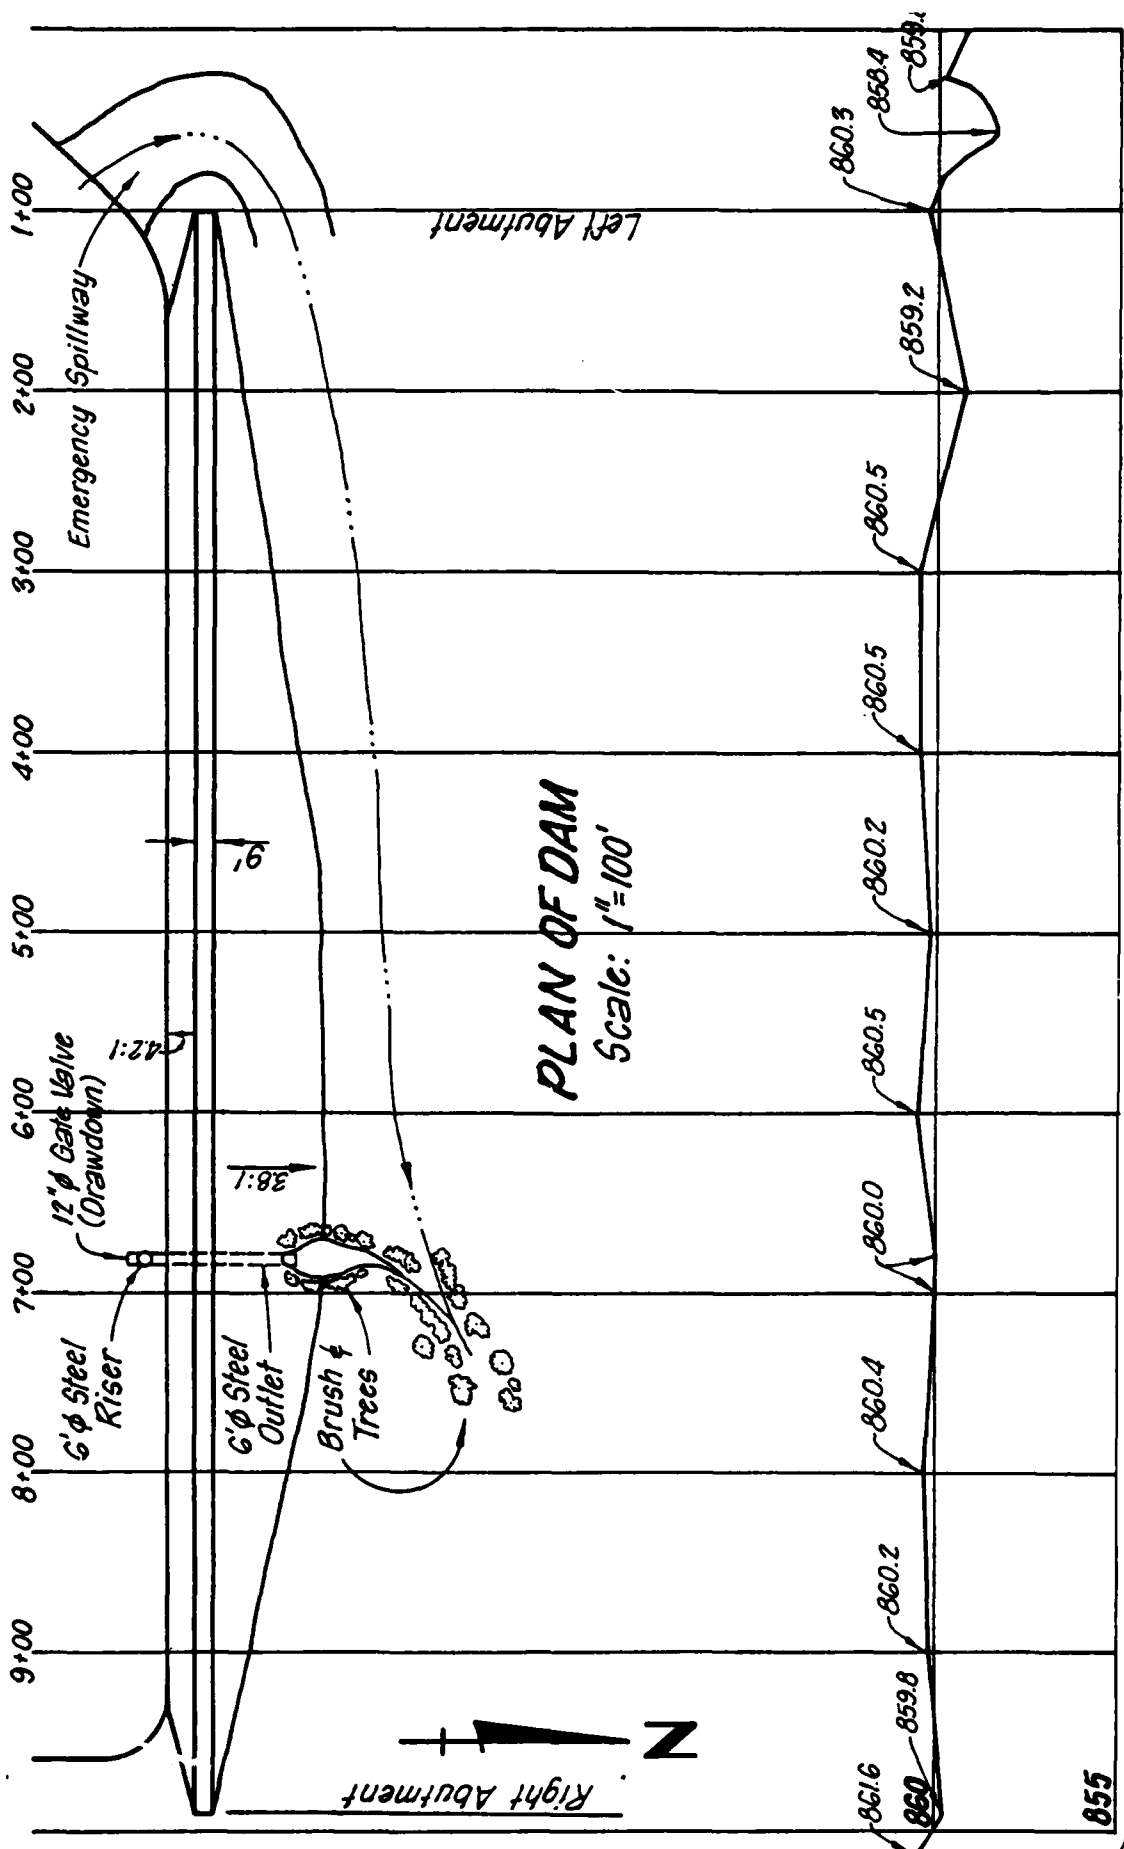 1+00
2+00
3+00
4+00
5+00
6+00
7+00
8+00
9+00
Emergency Spillway
Left Abutment
9'
4.2:1
12"φ Gate Valve
(Drawdown)
3.8:1
6'φ Steel
Riser
6'φ Steel
Outlet
Brush &
Trees
PLAN OF DAM
Scale: 1"=100'
N
Right Abutment
858.4
860.3
859.2
860.5
860.5
860.2
860.5
860.0
860.4
860.2
859.8
861.6
860
855